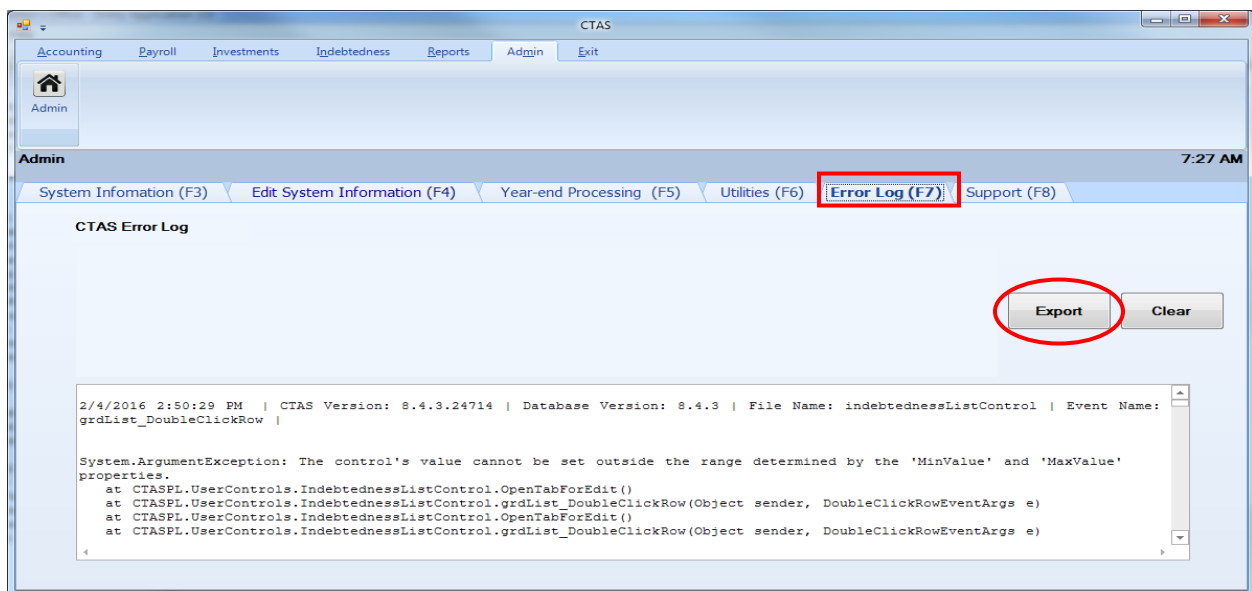 CTAS
Accounting Payroll Investments Indebtedness Reports Admin Exit
Admin
Admin 7:27 AM
System Infomation (F3) Edit System Information (F4) Year-end Processing (F5) Utilities (F6) Error Log (F7) Support (F8)
CTAS Error Log
Export Clear
2/4/2016 2:50:29 PM | CTAS Version: 8.4.3.24714 | Database Version: 8.4.3 | File Name: indebtednessListControl | Event Name:
grdList_DoubleClickRow |
System.ArgumentException: The control's value cannot be set outside the range determined by the 'MinValue' and 'MaxValue'
properties.
at CTASPL.UserControls.IndebtednessListControl.OpenTabForEdit()
at CTASPL.UserControls.IndebtednessListControl.grdList_DoubleClickRow(Object sender, DoubleClickRowEventArgs e)
at CTASPL.UserControls.IndebtednessListControl.OpenTabForEdit()
at CTASPL.UserControls.IndebtednessListControl.grdList_DoubleClickRow(Object sender, DoubleClickRowEventArgs e)